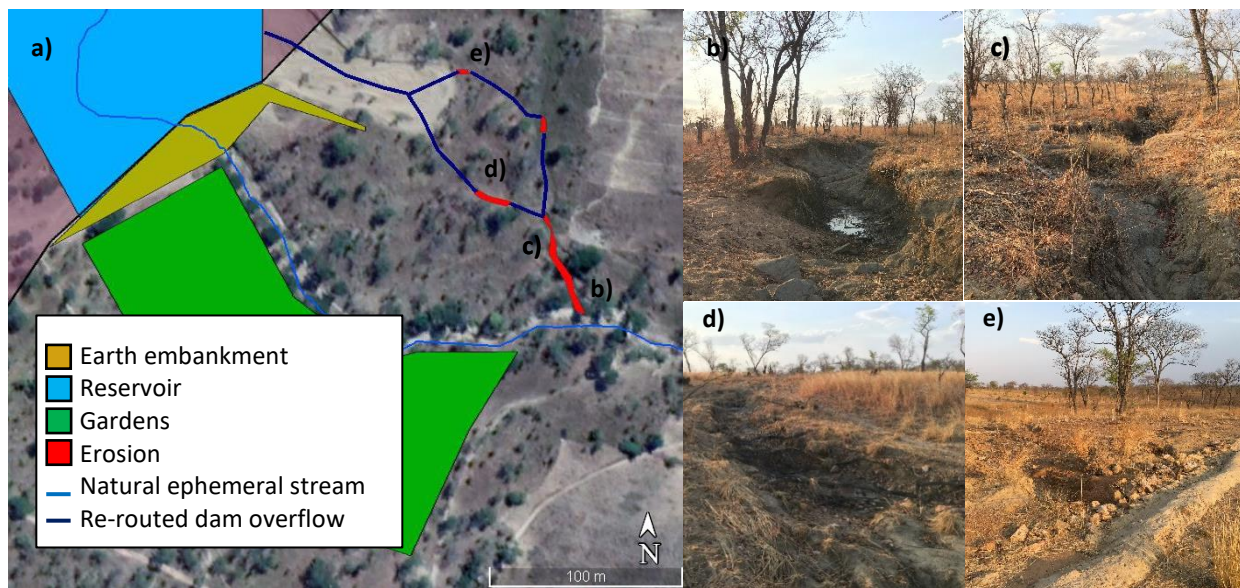 a)
e)
d)
c)
b)
Earth embankment
Reservoir
Gardens
Erosion
Natural ephemeral stream
Re-routed dam overflow
N
100 m
b)
c)
d)
e)